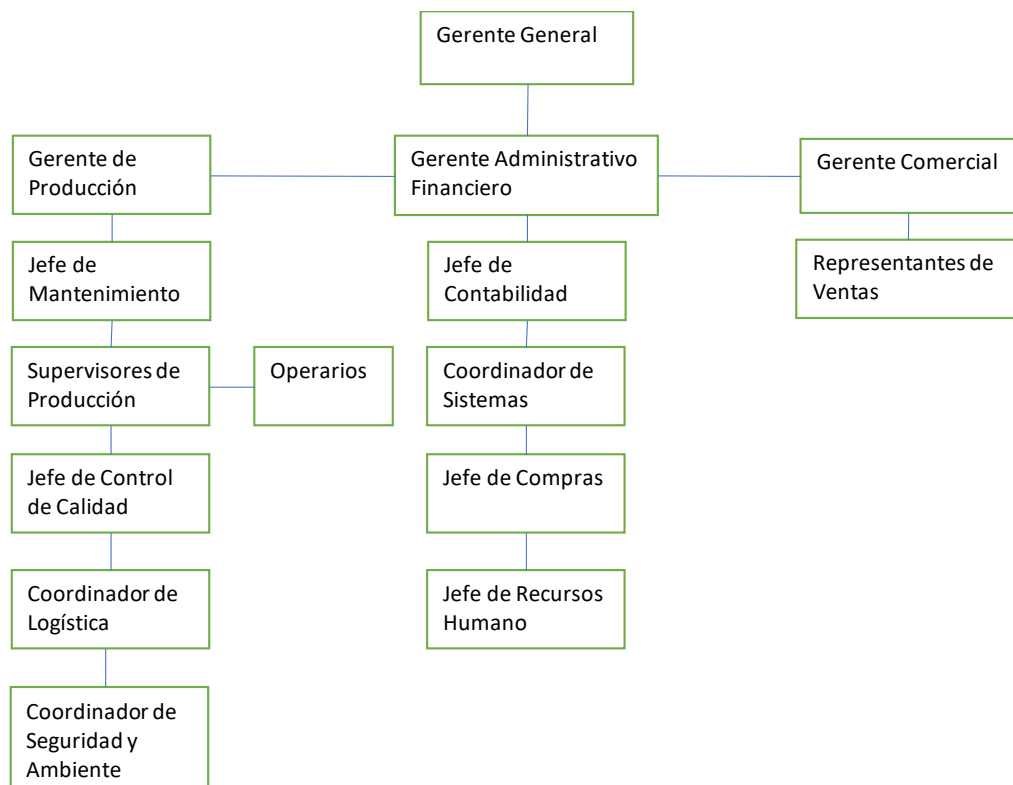 Gerente General
Gerente de
Producción
Gerente Administrativo
Financiero
Gerente Comercial
Jefe de
Mantenimiento
Jefe de
Contabilidad
Representantes de
Ventas
Supervisores de
Producción
Operarios
Coordinador de
Sistemas
Jefe de Control
de Calidad
Jefe de Compras
Coordinador de
Logística
Jefe de Recursos
Humano
Coordinador de
Seguridad y
Ambiente